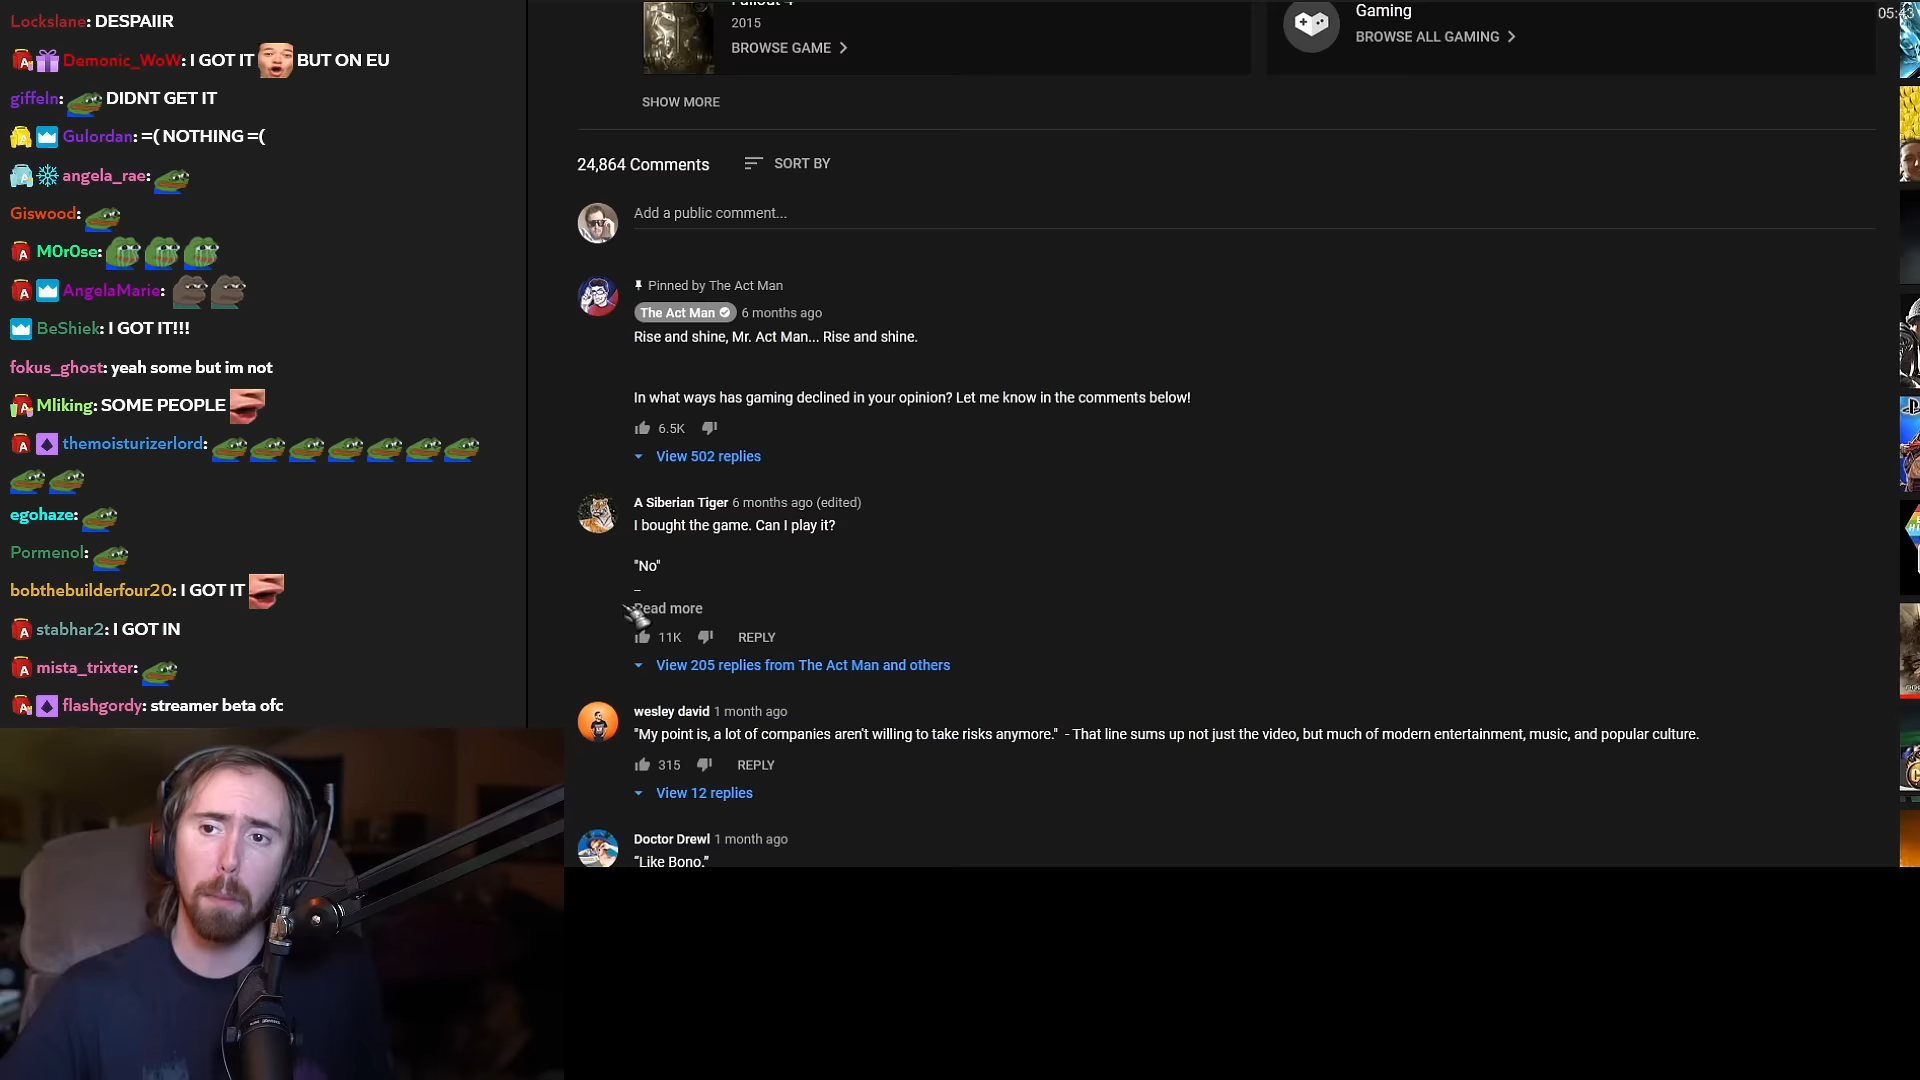 Lockslane: DESPAIIR
Demonic_WoW: I GOT IT BUT ON EU
giffeln: DIDNT GET IT
Gulordan: =( NOTHING =(
angela_rae:
Giswood:
M0r0se:
AngelaMarie:
BeShiek: I GOT IT!!!
fokus_ghost: yeah some but im not
Mliking: SOME PEOPLE
themoisturizerlord:
egohaze:
Pormenol:
bobthebuilderfour20: I GOT IT
stabhar2: I GOT IN
mista_trixter:
flashgordy: streamer beta ofc
Fallout 4
2015
BROWSE GAME
Gaming
BROWSE ALL GAMING
05:43
SHOW MORE
24,864 Comments
SORT BY
Add a public comment...
Pinned by The Act Man
The Act Man 6 months ago
Rise and shine, Mr. Act Man... Rise and shine.
In what ways has gaming declined in your opinion? Let me know in the comments below!
6.5K
View 502 replies
A Siberian Tiger 6 months ago (edited)
I bought the game. Can I play it?
"No"
–
Read more
11K REPLY
View 205 replies from The Act Man and others
wesley david 1 month ago
"My point is, a lot of companies aren't willing to take risks anymore."  - That line sums up not just the video, but much of modern entertainment, music, and popular culture.
315 REPLY
View 12 replies
Doctor Drewl 1 month ago
“Like Bono.”